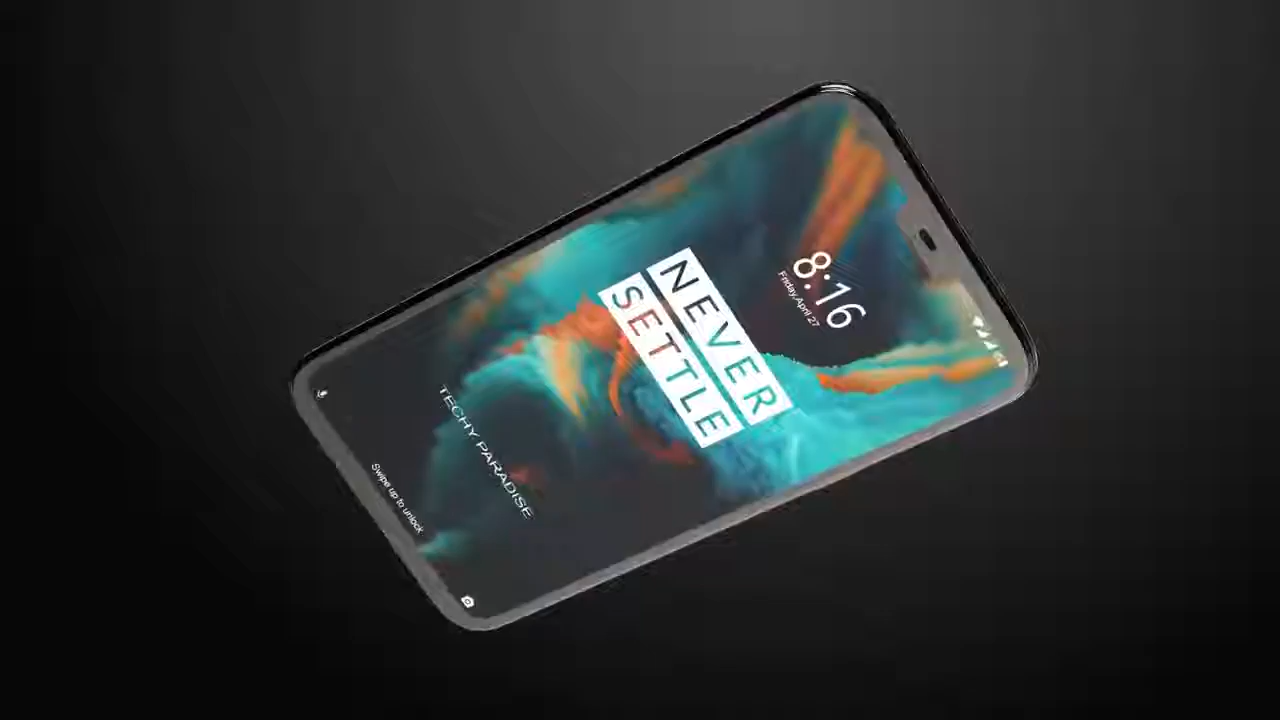 8:16
Friday,April 27
NEVER
SETTLE
TECHY PARADISE
Swipe up to unlock